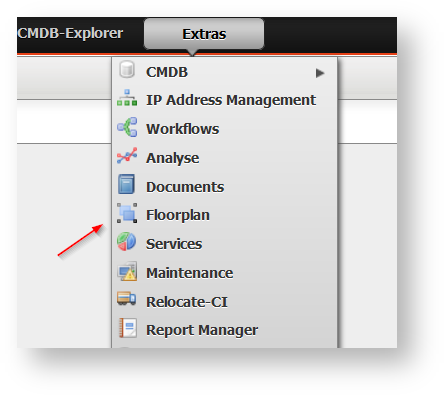 CMDB-Explorer Extras
CMDB
IP Address Management
Workflows
Analyse
Documents
Floorplan
Services
Maintenance
Relocate-CI
Report Manager